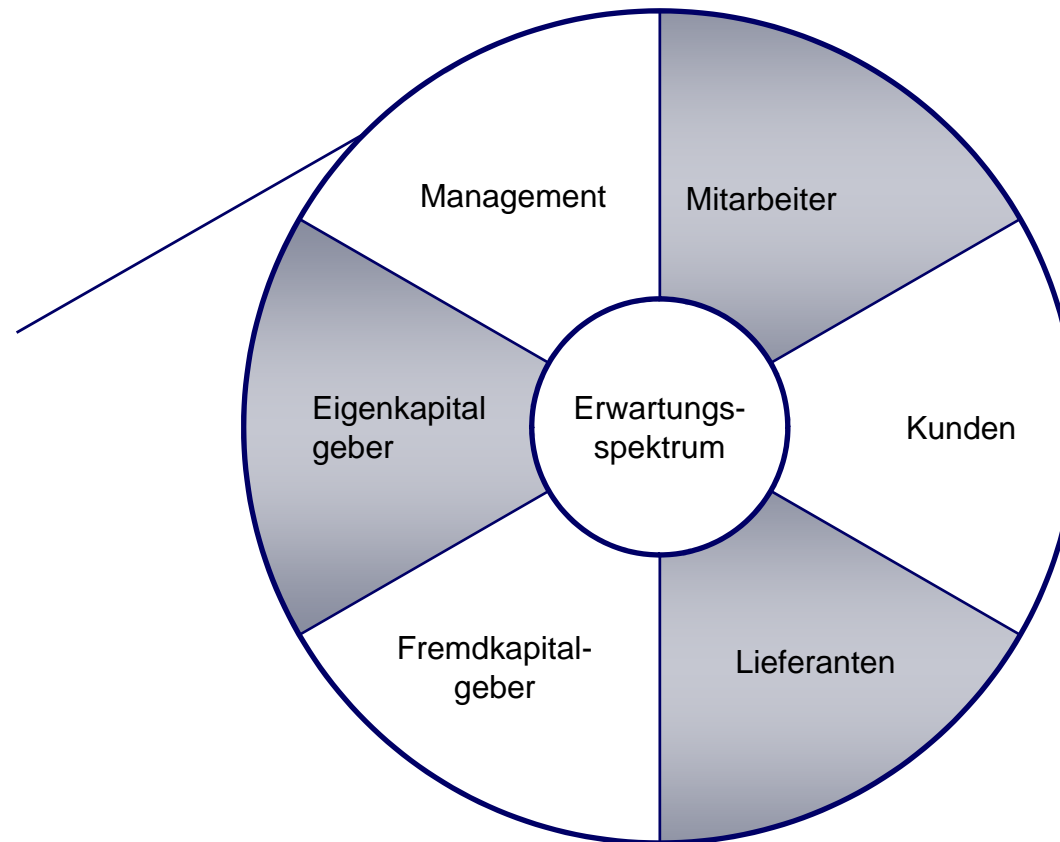 Management
Mitarbeiter
Eigenkapital
geber
Erwartungs-
spektrum
Kunden
Fremdkapital-
geber
Lieferanten